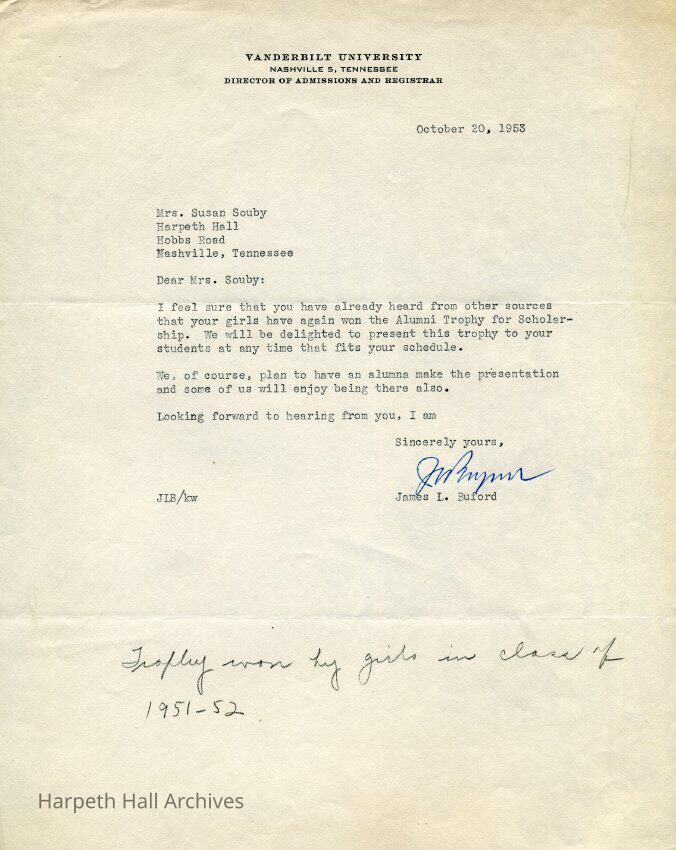 VANDERBILT UNIVERSITY
NASHVILLE 5, TENNESSEE
DIRECTOR OF ADMISSIONS AND REGISTRAR
October 20, 1953
Mrs. Susan Souby
Harpeth Hall
Hobbs Road
Nashville, Tennessee
Dear Mrs. Souby:
I feel sure that you have already heard from other sources
that your girls have again won the Alumni Trophy for Scholar-
ship. We will be delighted to present this trophy to your
students at any time that fits your schedule.
We, of course, plan to have an alumna make the presentation
and some of us will enjoy being there also.
Looking forward to hearing from you, I am
Sincerely yours,
James L. Buford
JLB/kw
Trophy won by girls in class of
1951-52
Harpeth Hall Archives